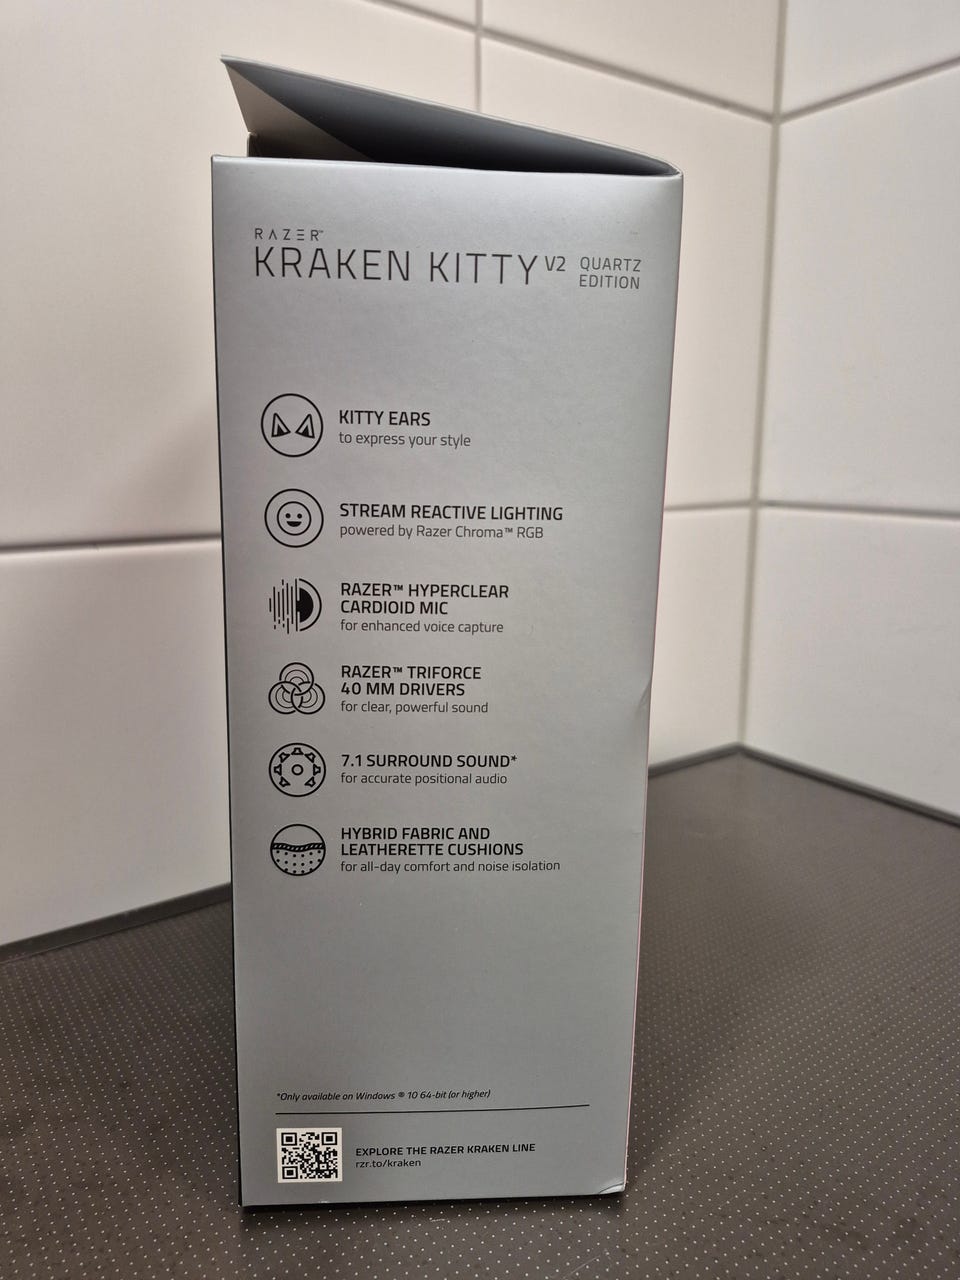 RAZER™
KRAKEN KITTY V2 QUARTZ EDITION
KITTY EARS
to express your style
STREAM REACTIVE LIGHTING
powered by Razer Chroma™ RGB
RAZER™ HYPERCLEAR
CARDIOID MIC
for enhanced voice capture
RAZER™ TRIFORCE
40 MM DRIVERS
for clear, powerful sound
7.1 SURROUND SOUND*
for accurate positional audio
HYBRID FABRIC AND
LEATHERETTE CUSHIONS
for all-day comfort and noise isolation
*Only available on Windows ® 10 64-bit (or higher)
EXPLORE THE RAZER KRAKEN LINE
rzr.to/kraken